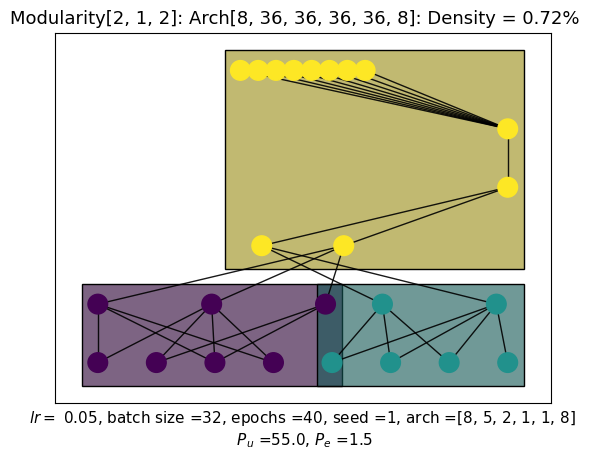 Modularity[2, 1, 2]: Arch[8, 36, 36, 36, 36, 8]: Density = 0.72%
lr = 0.05, batch size =32, epochs =40, seed =1, arch =[8, 5, 2, 1, 1, 8]
P_u =55.0, P_e =1.5